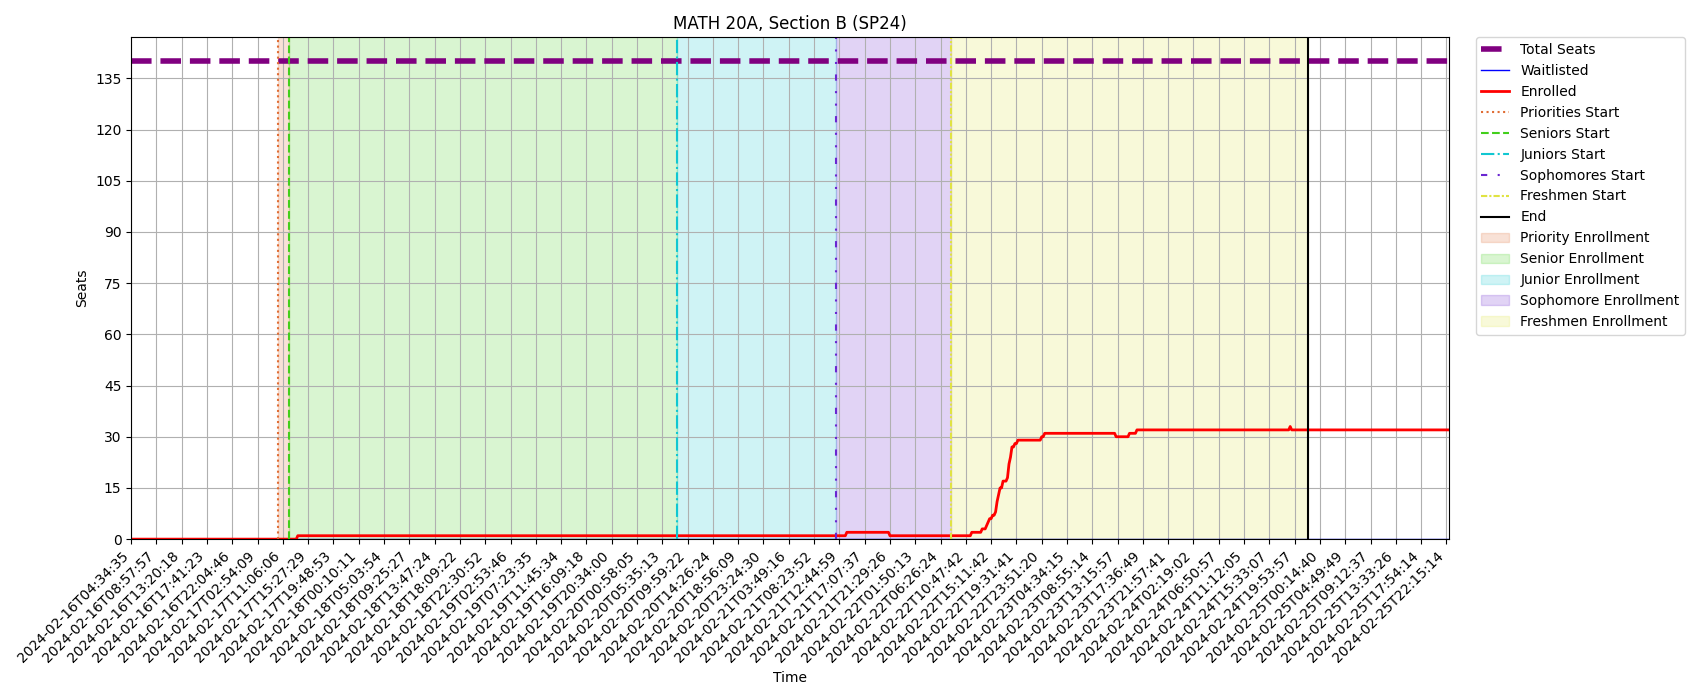 MATH 20A, Section B (SP24)
Seats
135
120
105
90
75
60
45
30
15
0
2024-02-16T04:34:35
2024-02-16T08:57:57
2024-02-16T13:20:18
2024-02-16T17:41:23
2024-02-16T22:04:46
2024-02-17T02:54:09
2024-02-17T11:06:06
2024-02-17T15:27:29
2024-02-17T19:48:53
2024-02-18T00:10:11
2024-02-18T05:03:54
2024-02-18T09:25:27
2024-02-18T13:47:24
2024-02-18T18:09:22
2024-02-18T22:30:52
2024-02-19T02:53:46
2024-02-19T07:23:35
2024-02-19T11:45:34
2024-02-19T16:09:18
2024-02-19T20:34:00
2024-02-20T00:58:05
2024-02-20T05:35:13
2024-02-20T09:59:22
2024-02-20T14:26:24
2024-02-20T18:56:09
2024-02-20T23:24:30
2024-02-21T03:49:16
2024-02-21T08:23:52
2024-02-21T12:44:59
2024-02-21T17:07:37
2024-02-21T21:29:26
2024-02-22T01:50:13
2024-02-22T06:26:24
2024-02-22T10:47:42
2024-02-22T15:11:42
2024-02-22T19:31:41
2024-02-22T23:51:20
2024-02-23T04:34:15
2024-02-23T08:55:14
2024-02-23T13:15:57
2024-02-23T17:36:49
2024-02-23T21:57:41
2024-02-24T02:19:02
2024-02-24T06:50:57
2024-02-24T11:12:05
2024-02-24T15:33:07
2024-02-24T19:53:57
2024-02-25T00:14:40
2024-02-25T04:49:49
2024-02-25T09:12:37
2024-02-25T13:33:26
2024-02-25T17:54:14
2024-02-25T22:15:14
Time
Total Seats
Waitlisted
Enrolled
Priorities Start
Seniors Start
Juniors Start
Sophomores Start
Freshmen Start
End
Priority Enrollment
Senior Enrollment
Junior Enrollment
Sophomore Enrollment
Freshmen Enrollment